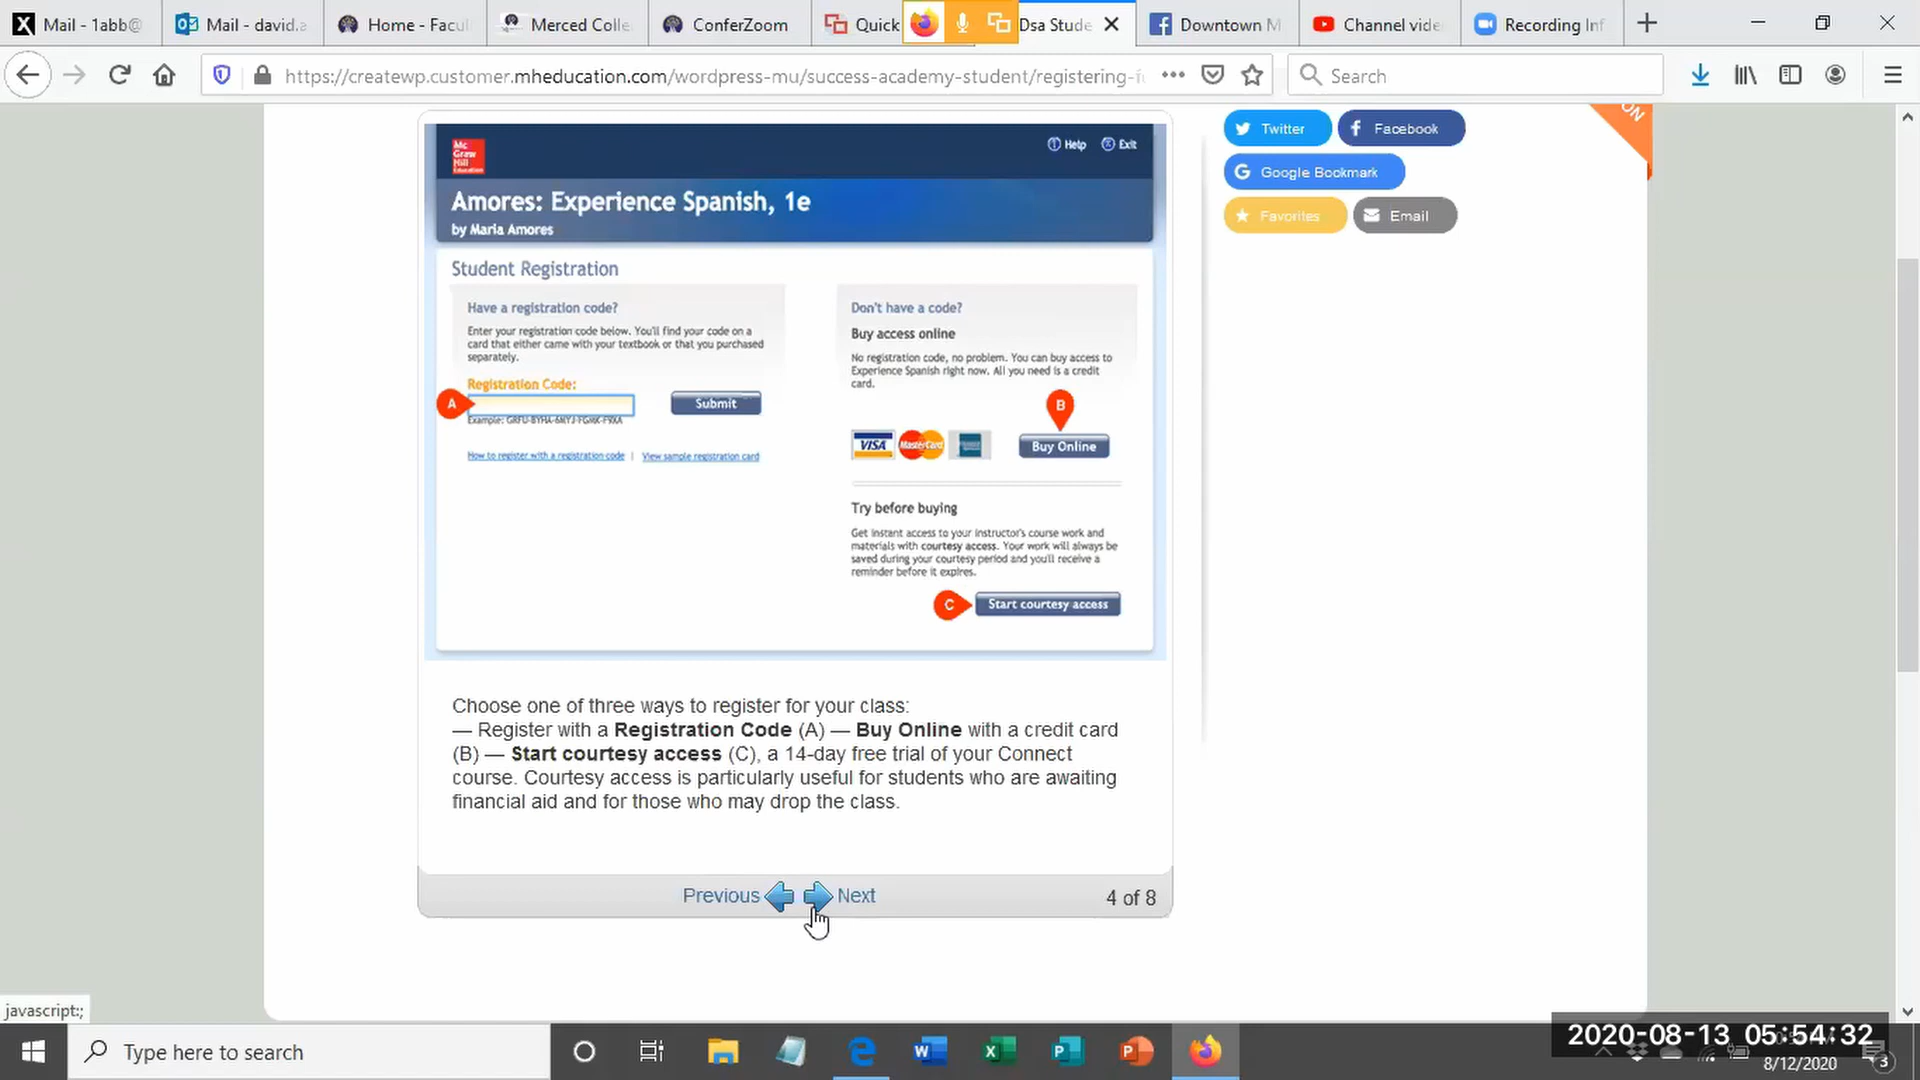 Mail - 1abb@
Mail - david.a
Home - Facul
Merced Colle
ConferZoom
Quick
Dsa Stude
Downtown M
Channel vide
Recording Inf
https://createwp.customer.mheducation.com/wordpress-mu/success-academy-student/registering-f
Search
ON
Twitter
Facebook
Google Bookmark
Favorites
Email
Mc
Graw
Hill
Education
Help
Exit
Amores: Experience Spanish, 1e
by Maria Amores
Student Registration
Have a registration code?
Enter your registration code below. You'll find your code on a
card that either came with your textbook or that you purchased
separately.
Registration Code:
A
Submit
Example:
How to register with a registration code | View sample registration card
Don't have a code?
Buy access online
No registration code, no problem. You can buy access to
Experience Spanish right now. All you need is a credit
card.
B
VISA
MasterCard
Buy Online
Try before buying
Get instant access to your instructor's course work and
materials with courtesy access. Your work will always be
saved during your courtesy period and you'll receive a
reminder before it expires.
C
Start courtesy access
Choose one of three ways to register for your class:
— Register with a Registration Code (A) — Buy Online with a credit card
(B) — Start courtesy access (C), a 14-day free trial of your Connect
course. Courtesy access is particularly useful for students who are awaiting
financial aid and for those who may drop the class.
Previous
Next
4 of 8
javascript:;
Type here to search
2020-08-13 05:54:32
8/12/2020
3